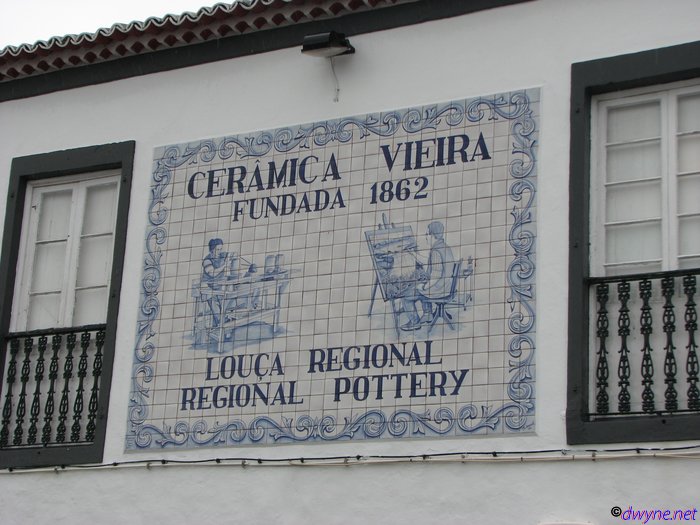 CERÂMICA VIEIRA
FUNDADA 1862
LOUÇA REGIONAL
REGIONAL POTTERY
©dwyne.net